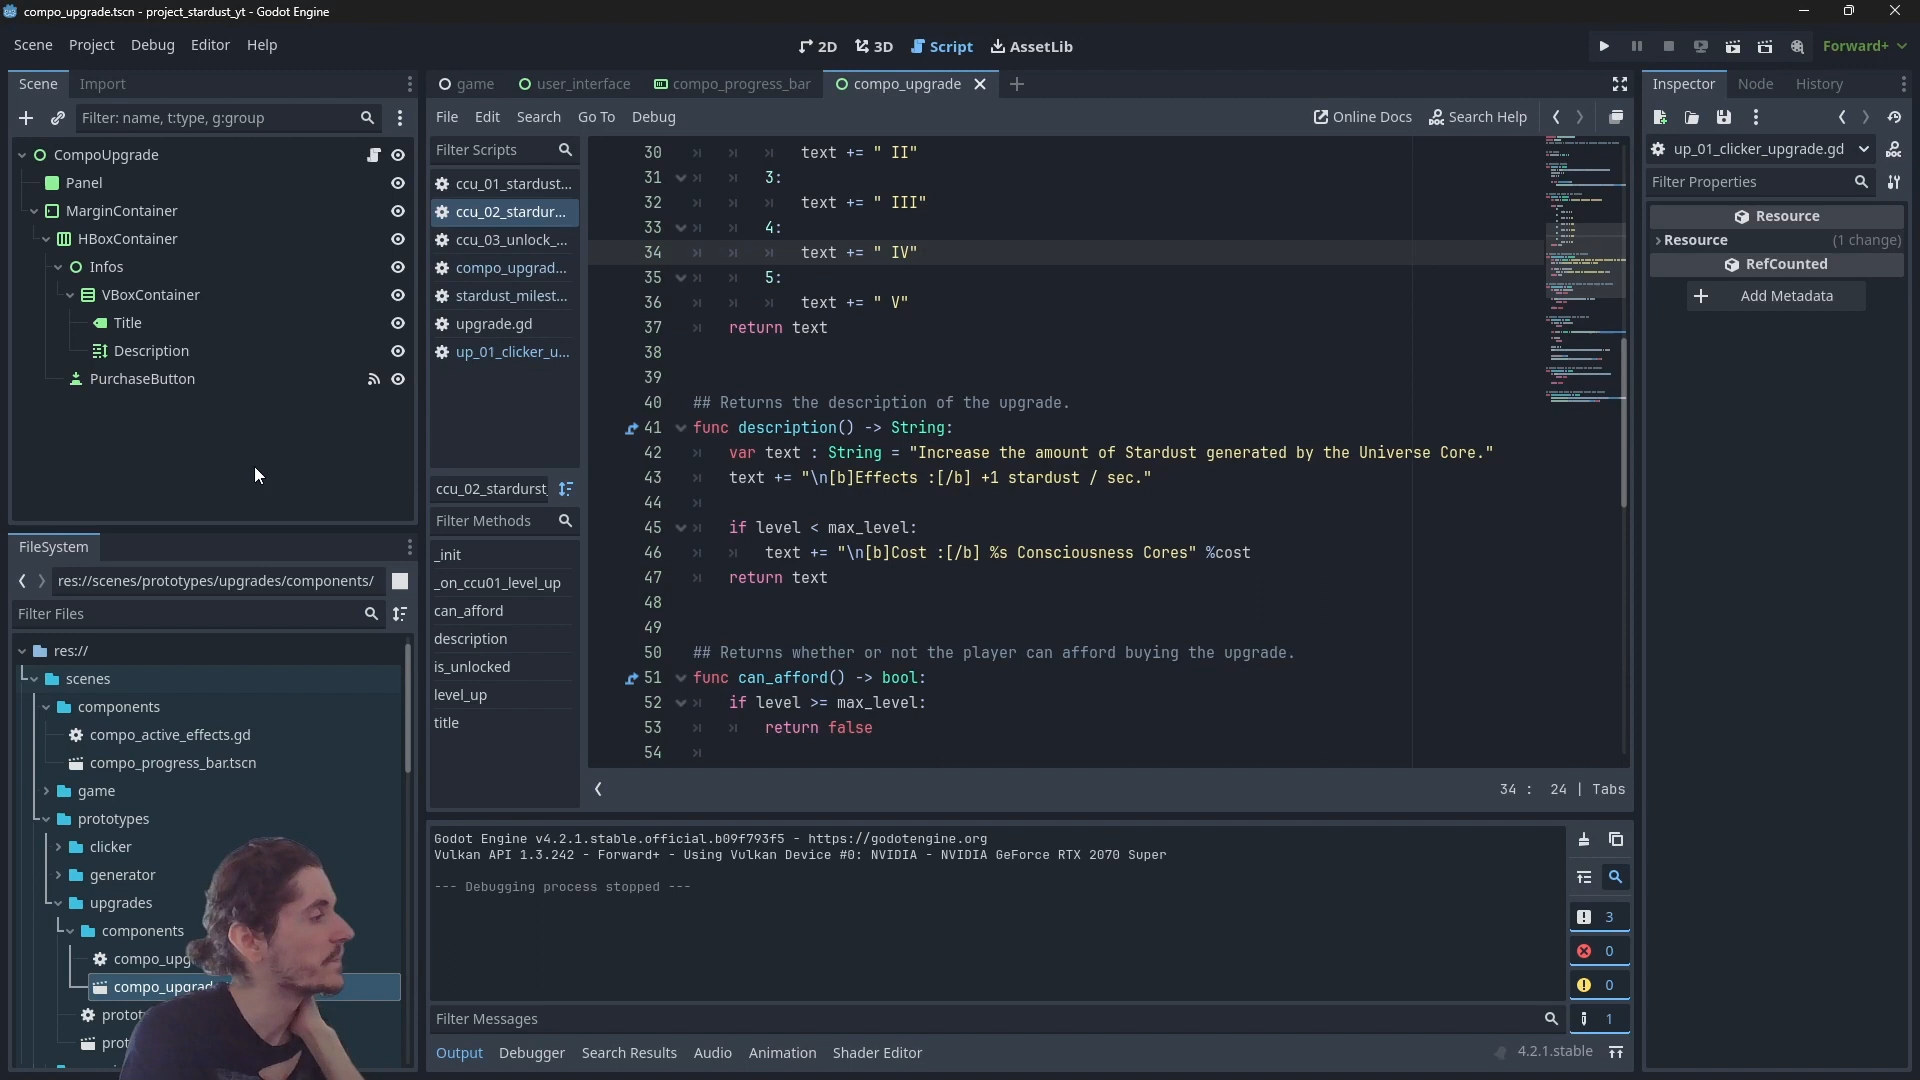 compo_upgrade.tscn - project_stardust_yt - Godot Engine
Scene Project Debug Editor Help
2D 3D Script AssetLib
Forward+
Scene Import
Filter: name, t:type, g:group
CompoUpgrade
Panel
MarginContainer
HBoxContainer
Infos
VBoxContainer
Title
Description
PurchaseButton
FileSystem
res://scenes/prototypes/upgrades/components/
Filter Files
res://
scenes
components
compo_active_effects.gd
compo_progress_bar.tscn
game
prototypes
clicker
generator
upgrades
components
compo_upg
compo_upgrad
protot
prot
game user_interface compo_progress_bar compo_upgrade
File Edit Search Go To Debug
Online Docs Search Help
Filter Scripts
ccu_01_stardust...
ccu_02_stardur...
ccu_03_unlock_...
compo_upgrad...
stardust_milest...
upgrade.gd
up_01_clicker_u...
ccu_02_stardurst_
Filter Methods
_init
_on_ccu01_level_up
can_afford
description
is_unlocked
level_up
title
30 text += " II"
31 3:
32 text += " III"
33 4:
34 text += " IV"
35 5:
36 text += " V"
37 return text
38
39
40 ## Returns the description of the upgrade.
41 func description() -> String:
42 var text : String = "Increase the amount of Stardust generated by the Universe Core."
43 text += "\n[b]Effects :[/b] +1 stardust / sec."
44
45 if level < max_level:
46 text += "\n[b]Cost :[/b] %s Consciousness Cores" %cost
47 return text
48
49
50 ## Returns whether or not the player can afford buying the upgrade.
51 func can_afford() -> bool:
52 if level >= max_level:
53 return false
54
34 : 24 | Tabs
Godot Engine v4.2.1.stable.official.b09f793f5 - https://godotengine.org
Vulkan API 1.3.242 - Forward+ - Using Vulkan Device #0: NVIDIA - NVIDIA GeForce RTX 2070 Super
--- Debugging process stopped ---
3
0
0
1
Filter Messages
Output Debugger Search Results Audio Animation Shader Editor
4.2.1.stable
Inspector Node History
up_01_clicker_upgrade.gd
Filter Properties
Resource
Resource (1 change)
RefCounted
Add Metadata